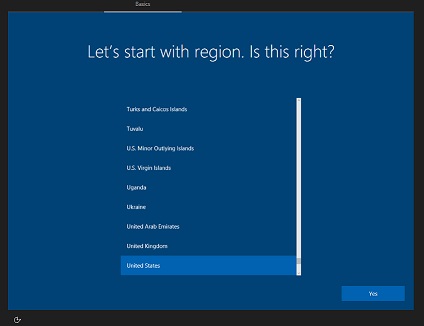 Basics
Let's start with region. Is this right?
Turks and Caicos Islands
Tuvalu
U.S. Minor Outlying Islands
U.S. Virgin Islands
Uganda
Ukraine
United Arab Emirates
United Kingdom
United States
Yes